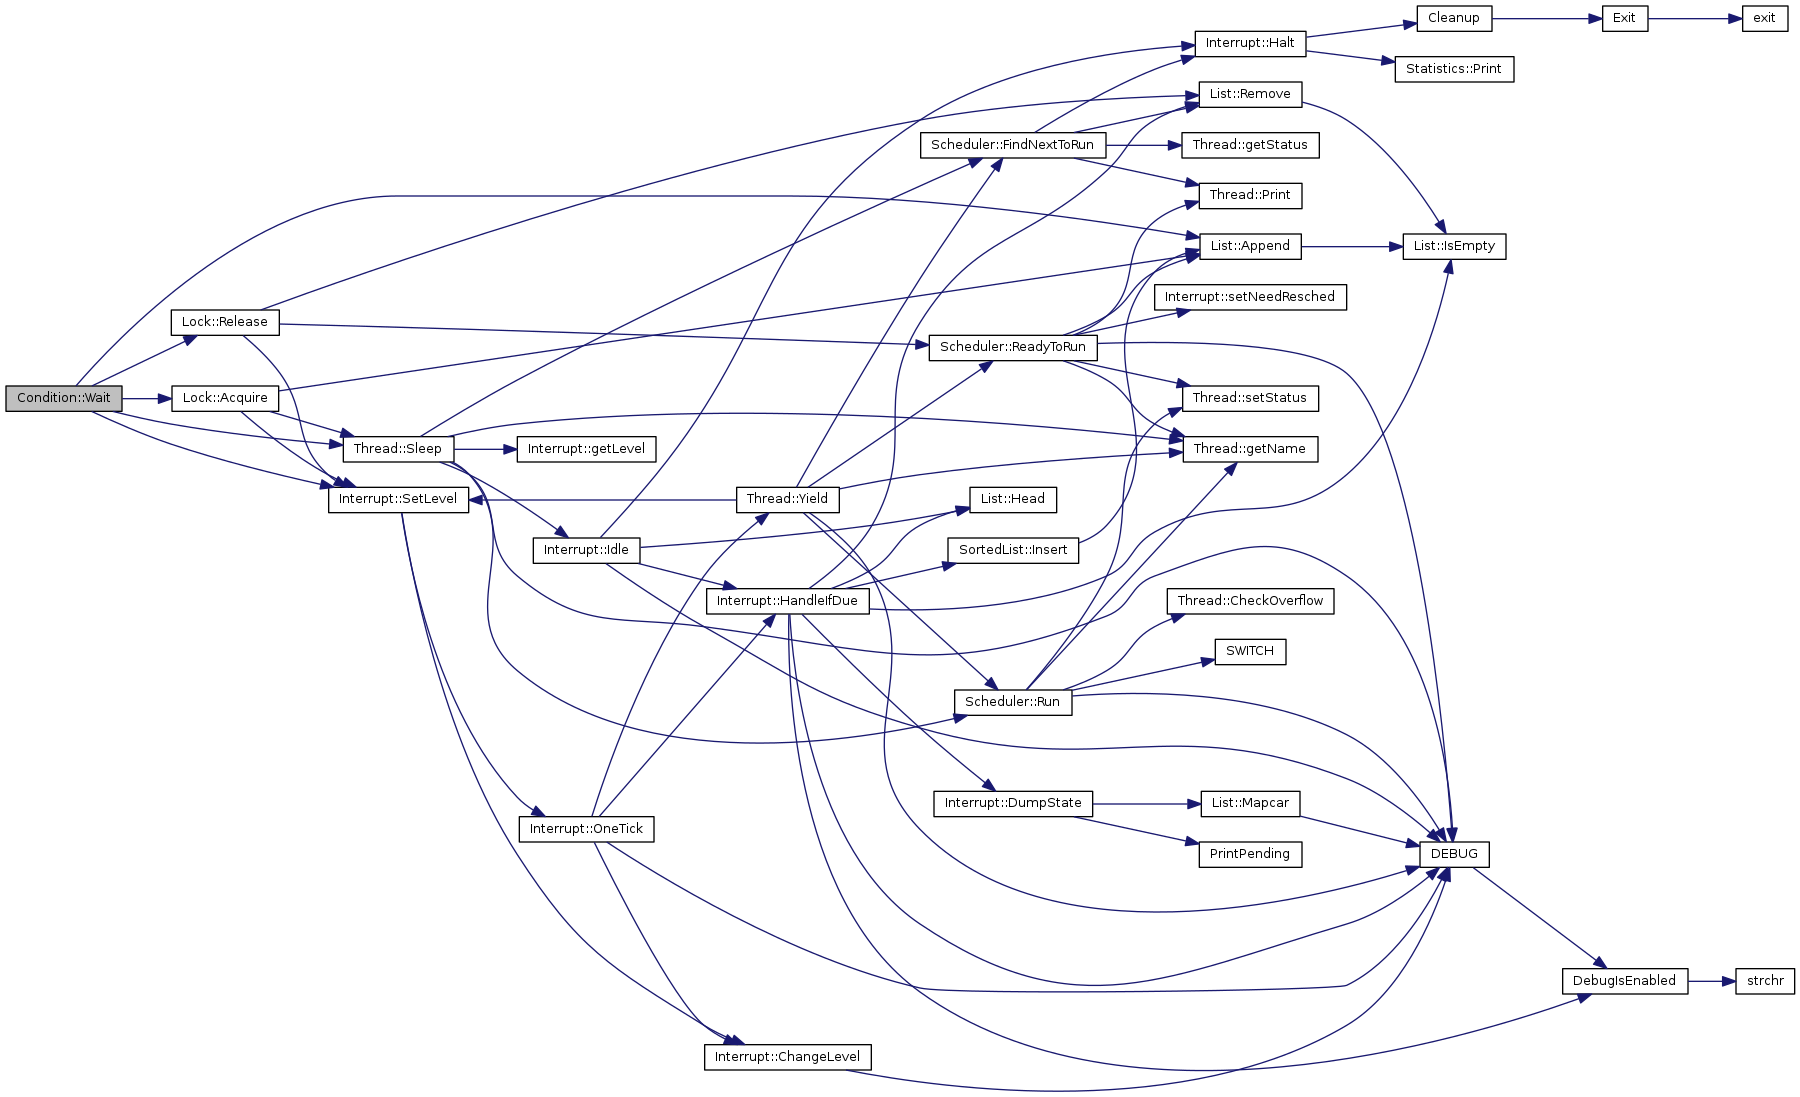 Condition::Wait
Lock::Release
Lock::Acquire
Thread::Sleep
Interrupt::SetLevel
Interrupt::getLevel
Interrupt::Idle
Interrupt::OneTick
Thread::Yield
Interrupt::HandleIfDue
Interrupt::ChangeLevel
Scheduler::FindNextToRun
Scheduler::ReadyToRun
List::Head
SortedList::Insert
Scheduler::Run
Interrupt::DumpState
Interrupt::Halt
List::Remove
Thread::getStatus
Thread::Print
List::Append
Interrupt::setNeedResched
Thread::setStatus
Thread::getName
Thread::CheckOverflow
SWITCH
List::Mapcar
PrintPending
Cleanup
Statistics::Print
List::IsEmpty
DEBUG
Exit
DebugIsEnabled
exit
strchr